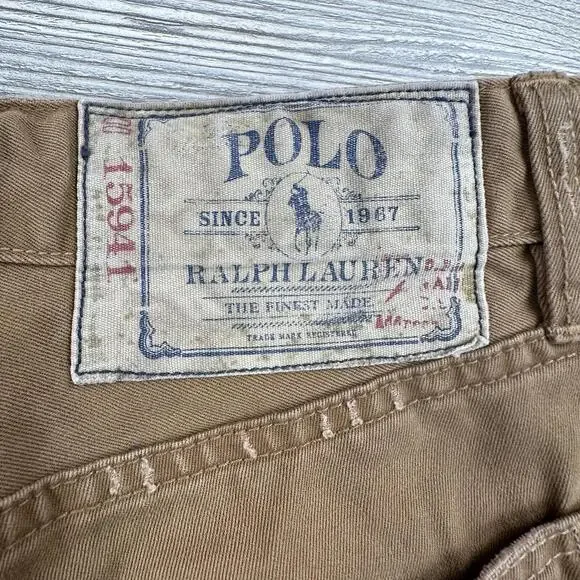 15941
POLO
SINCE 1967
RALPH LAUREN
THE FINEST MADE
TRADE MARK REGISTERED